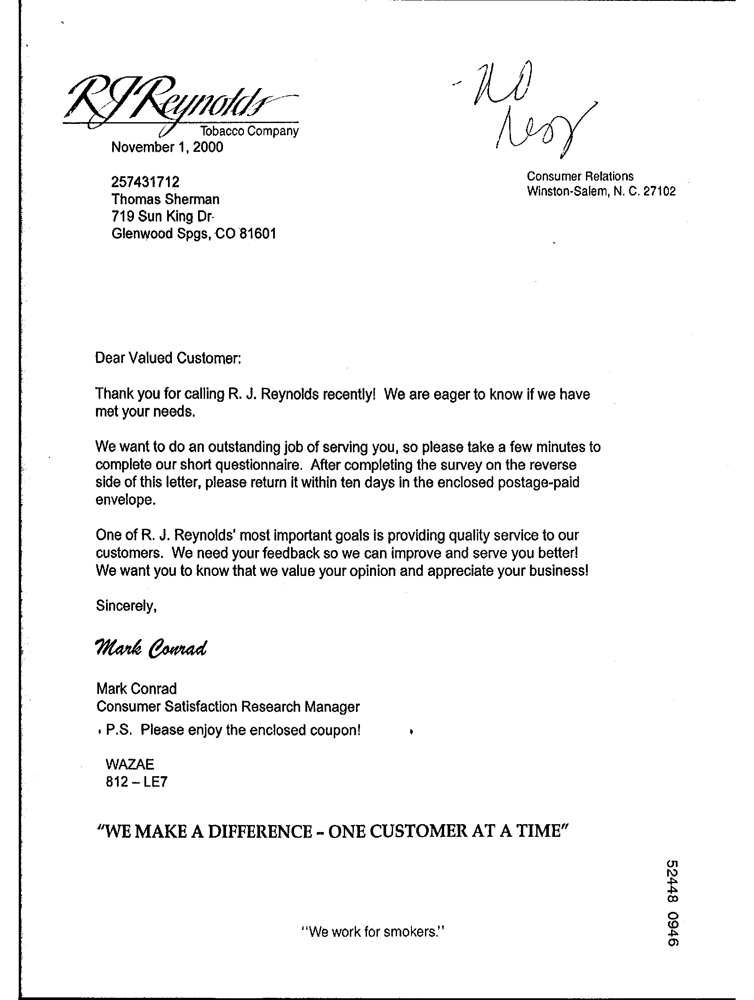 RJReynolds
Tobacco Company
- NO
Resp
November 1, 2000
257431712
Thomas Sherman
719 Sun King Dr.
Glenwood Spgs, CO 81601
Consumer Relations
Winston-Salem, N. C. 27102
Dear Valued Customer:
Thank you for calling R. J. Reynolds recently! We are eager to know if we have
met your needs.
We want to do an outstanding job of serving you, so please take a few minutes to
complete our short questionnaire. After completing the survey on the reverse
side of this letter, please return it within ten days in the enclosed postage-paid
envelope.
One of R. J. Reynolds' most important goals is providing quality service to our
customers. We need your feedback so we can improve and serve you better!
We want you to know that we value your opinion and appreciate your business!
Sincerely,
Mark Conrad
Mark Conrad
Consumer Satisfaction Research Manager
P.S. Please enjoy the enclosed coupon!
WAZAE
812 – LE7
"WE MAKE A DIFFERENCE – ONE CUSTOMER AT A TIME"
52448 0946
"We work for smokers."